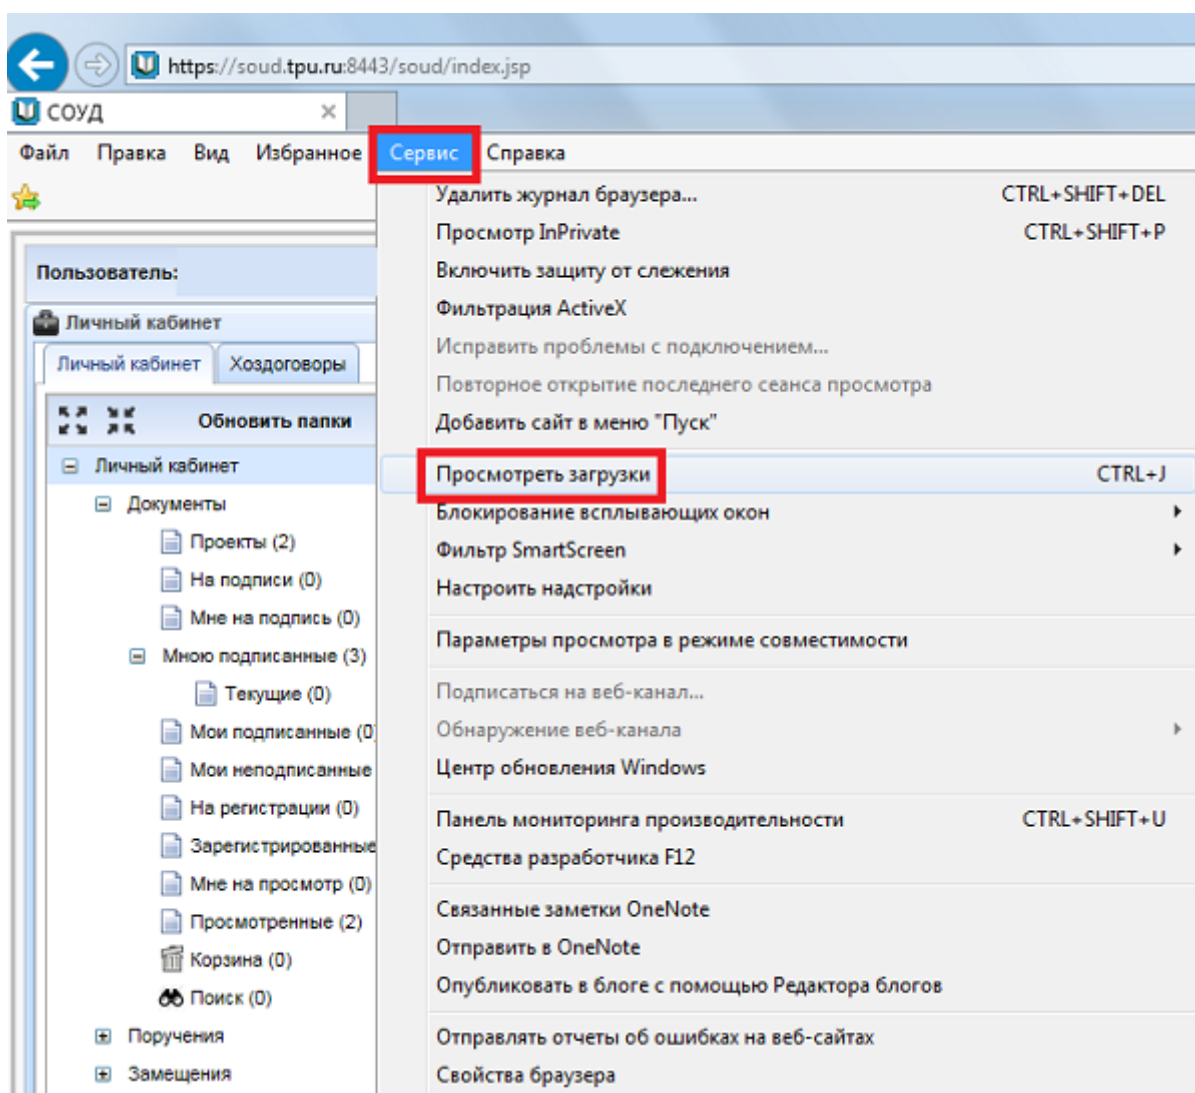 https://soud.tpu.ru:8443/soud/index.jsp
СОУД
Файл Правка Вид Избранное Сервис Справка
Удалить журнал браузера... CTRL+SHIFT+DEL
Просмотр InPrivate CTRL+SHIFT+P
Включить защиту от слежения
Фильтрация ActiveX
Исправить проблемы с подключением...
Повторное открытие последнего сеанса просмотра
Добавить сайт в меню "Пуск"
Просмотреть загрузки CTRL+J
Блокирование всплывающих окон
Фильтр SmartScreen
Настроить надстройки
Параметры просмотра в режиме совместимости
Подписаться на веб-канал...
Обнаружение веб-канала
Центр обновления Windows
Панель мониторинга производительности CTRL+SHIFT+U
Средства разработчика F12
Связанные заметки OneNote
Отправить в OneNote
Опубликовать в блоге с помощью Редактора блогов
Отправлять отчеты об ошибках на веб-сайтах
Свойства браузера
Пользователь:
Личный кабинет
Личный кабинет Хоздоговоры
Обновить папки
Личный кабинет
Документы
Проекты (2)
На подписи (0)
Мне на подпись (0)
Мною подписанные (3)
Текущие (0)
Мои подписанные (0
Мои неподписанные
На регистрации (0)
Зарегистрированные
Мне на просмотр (0)
Просмотренные (2)
Корзина (0)
Поиск (0)
Поручения
Замещения